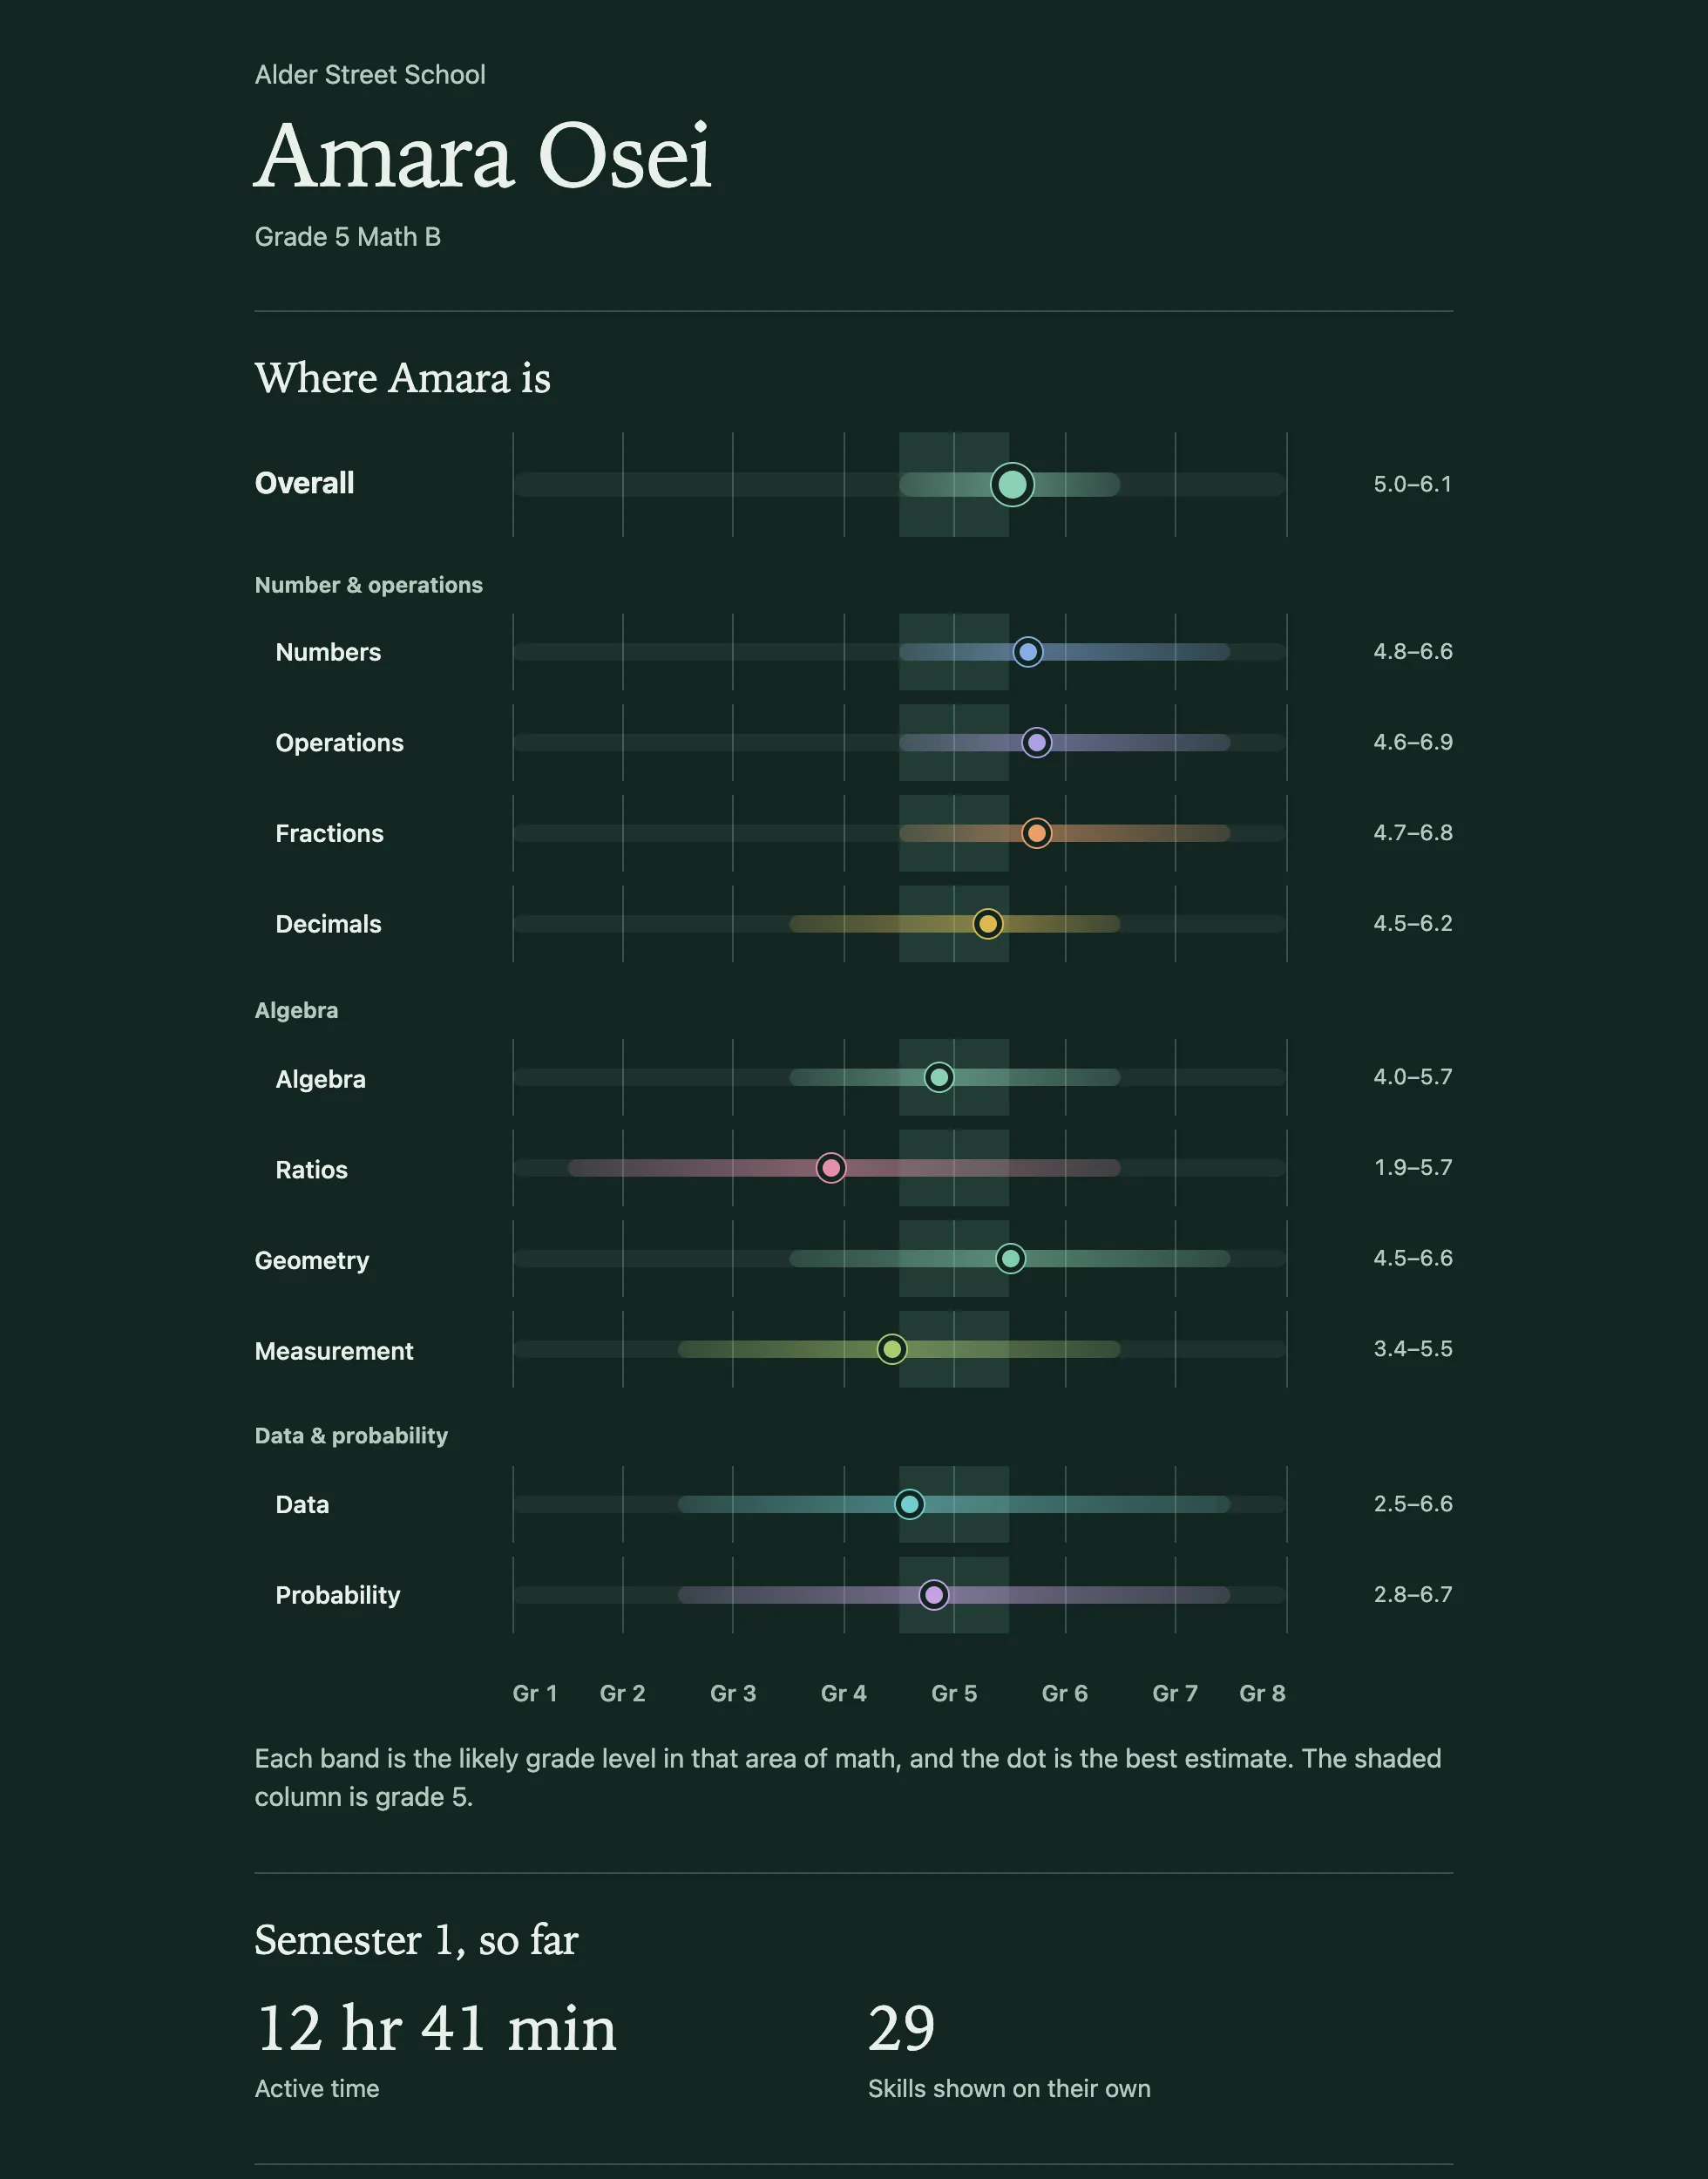 Alder Street School
Amara Osei
Grade 5 Math B
Where Amara is
Overall 5.0–6.1
Number & operations
Numbers 4.8–6.6
Operations 4.6–6.9
Fractions 4.7–6.8
Decimals 4.5–6.2
Algebra
Algebra 4.0–5.7
Ratios 1.9–5.7
Geometry 4.5–6.6
Measurement 3.4–5.5
Data & probability
Data 2.5–6.6
Probability 2.8–6.7
Gr 1 Gr 2 Gr 3 Gr 4 Gr 5 Gr 6 Gr 7 Gr 8
Each band is the likely grade level in that area of math, and the dot is the best estimate. The shaded
column is grade 5.
Semester 1, so far
12 hr 41 min 29
Active time Skills shown on their own